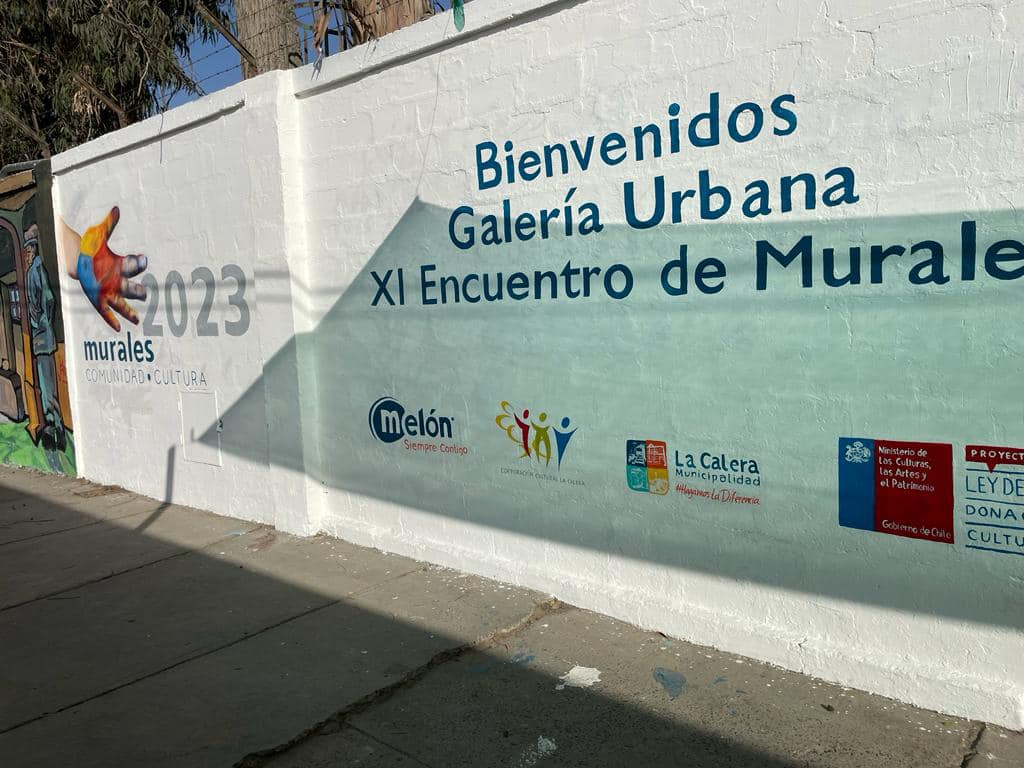 Bienvenidos
Galería Urbana
XI Encuentro de Murale
2023
murales
COMUNIDAD • CULTURA
melón
Siempre Contigo
CORPORACIÓN CULTURAL LA CALERA
La Calera
Municipalidad
#Hagamos La Diferencia
Ministerio de
las Culturas,
las Artes y
el Patrimonio
Gobierno de Chile
PROYECT
LEY DE
DONA
CULTU